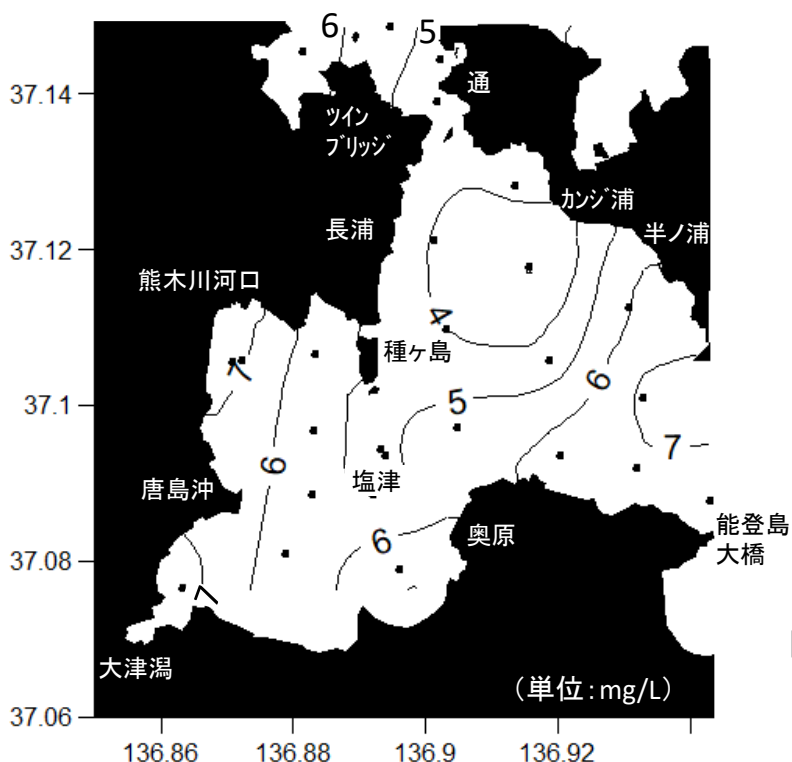 6
5
37.14
通
ツイン
ブリッジ
カンジ浦
長浦
半ノ浦
37.12
熊木川河口
4
種ヶ島
7
6
37.1
5
7
6
塩津
唐島沖
奥原
能登島
大橋
6
37.08
7
大津潟
(単位:mg/L)
37.06
136.86
136.88
136.9
136.92